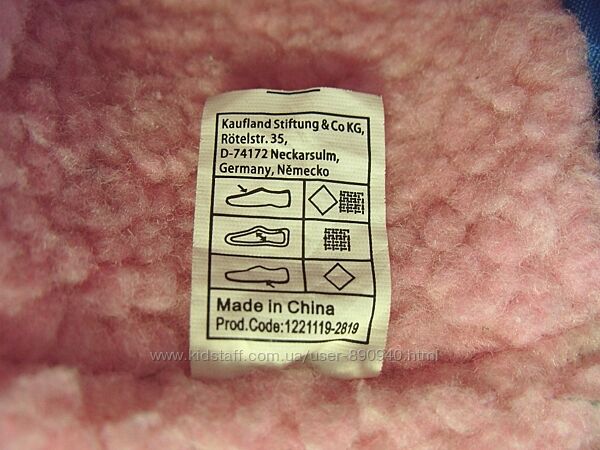 Kaufland Stiftung & Co KG,
Rötelstr. 35,
D-74172 Neckarsulm,
Germany, Německo
Made in China
Prod.Code:1221119-2819
www.kidstaff.com.ua/user-890940.html